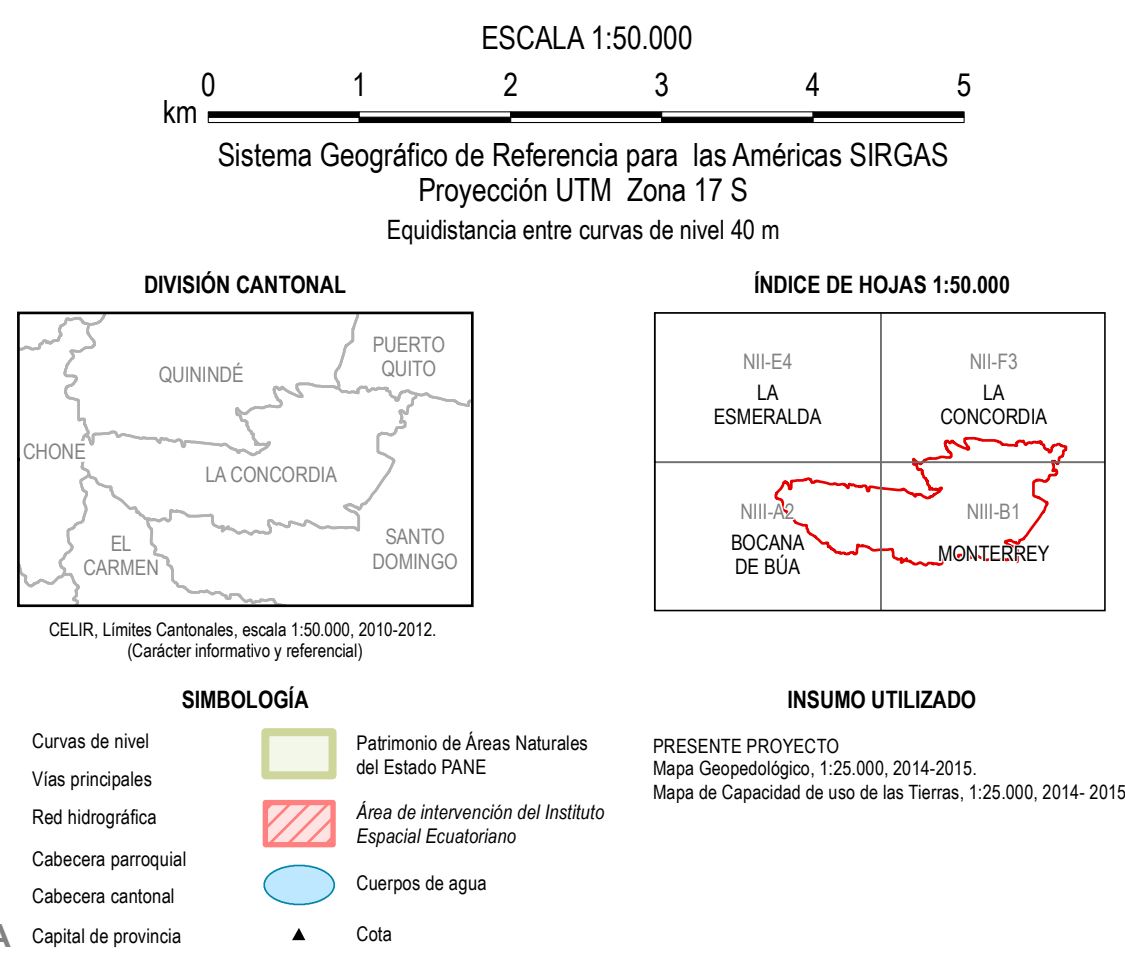 ESCALA 1:50.000
0 1 2 3 4 5
km
Sistema Geográfico de Referencia para las Américas SIRGAS
Proyección UTM Zona 17 S
Equidistancia entre curvas de nivel 40 m
DIVISIÓN CANTONAL
PUERTO
QUITO
QUININDÉ
CHONE
LA CONCORDIA
EL
CARMEN
SANTO
DOMINGO
CELIR, Límites Cantonales, escala 1:50.000, 2010-2012.
(Carácter informativo y referencial)
ÍNDICE DE HOJAS 1:50.000
NII-E4
LA
ESMERALDA
NII-F3
LA
CONCORDIA
NIII-A2
BOCANA
DE BÚA
NIII-B1
MONTERREY
SIMBOLOGÍA
Curvas de nivel
Vías principales
Red hidrográfica
Cabecera parroquial
Cabecera cantonal
A Capital de provincia
Patrimonio de Áreas Naturales
del Estado PANE
Área de intervención del Instituto
Espacial Ecuatoriano
Cuerpos de agua
Cota
INSUMO UTILIZADO
PRESENTE PROYECTO
Mapa Geopedológico, 1:25.000, 2014-2015.
Mapa de Capacidad de uso de las Tierras, 1:25.000, 2014- 2015